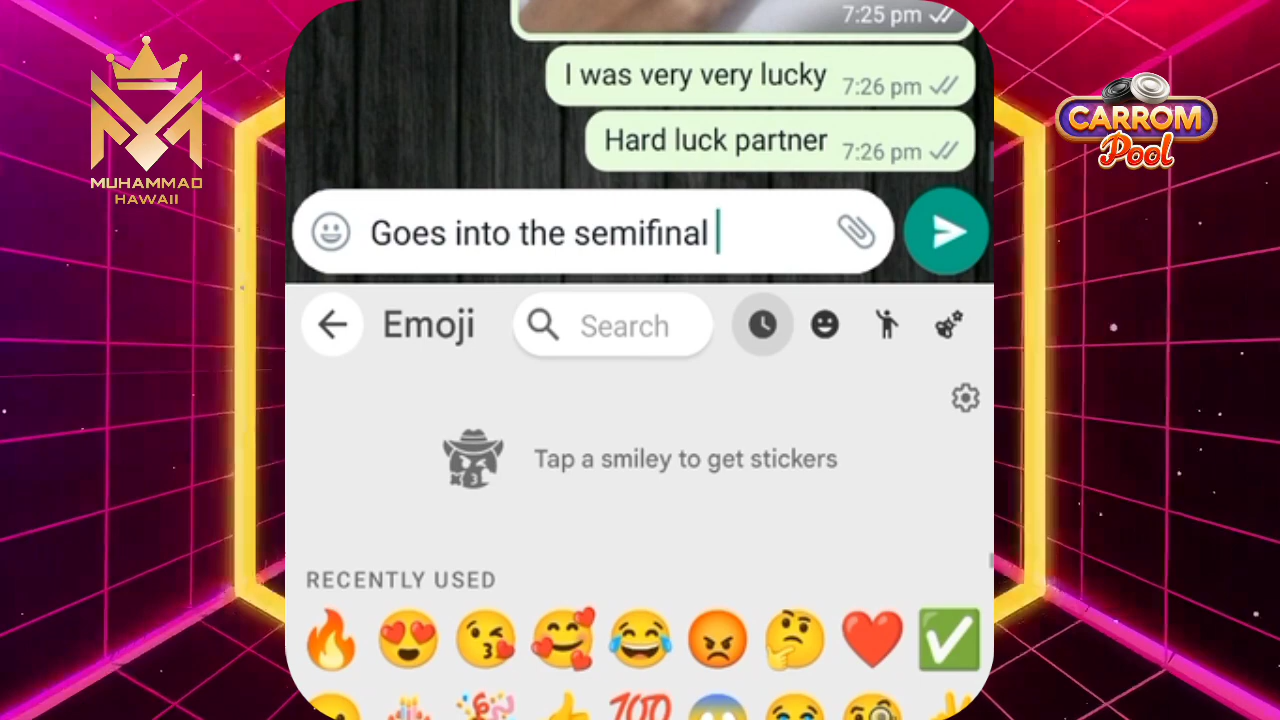 7:25 pm
I was very very lucky 7:26 pm
Hard luck partner 7:26 pm
Goes into the semifinal
Emoji Search
Tap a smiley to get stickers
RECENTLY USED
100
MUHAMMAD
HAWAII
CARROM
Pool